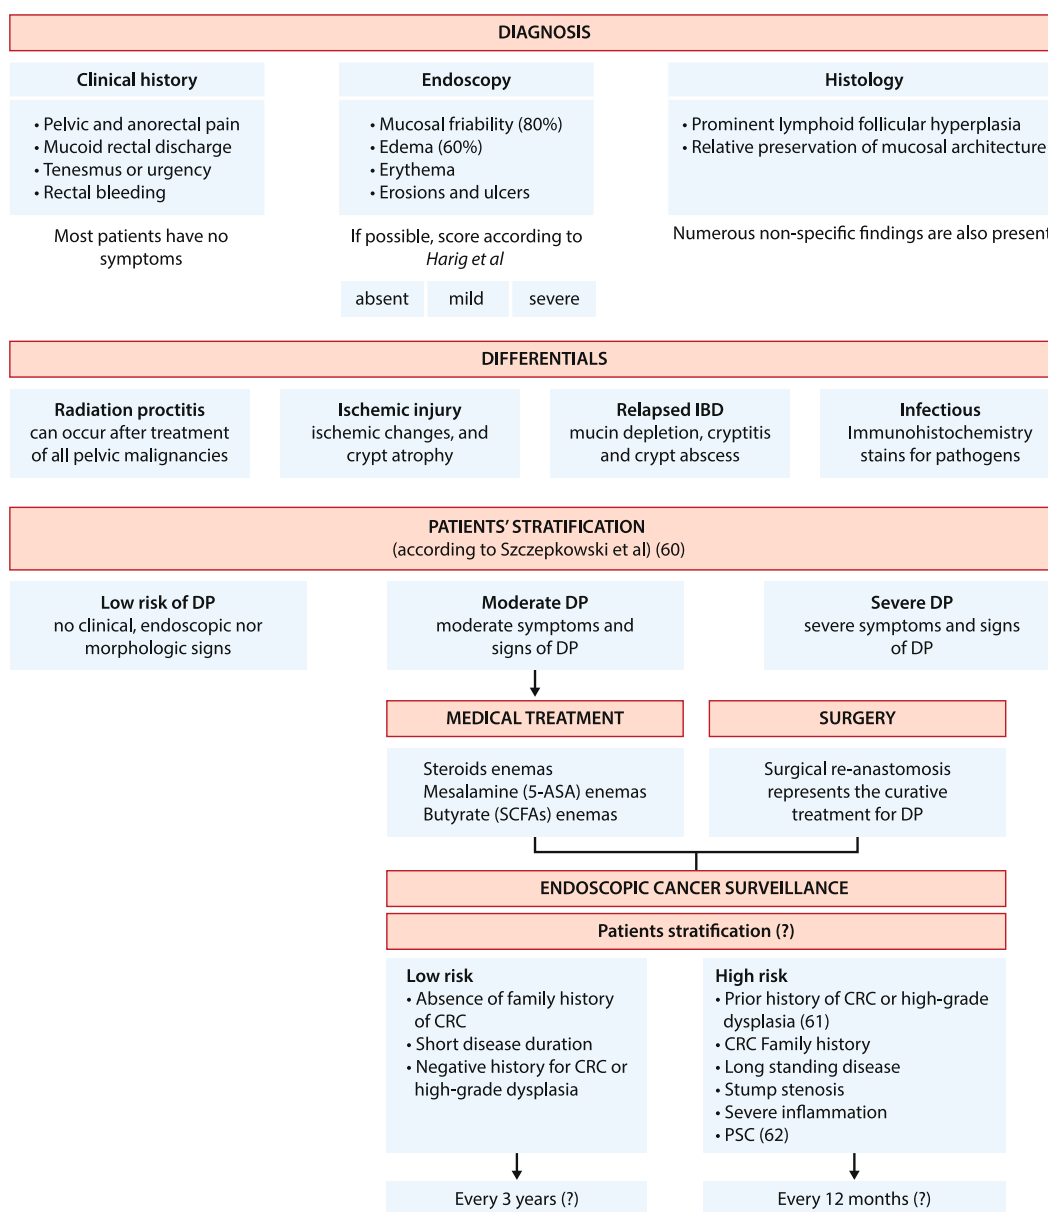 DIAGNOSIS
Clinical history
• Pelvic and anorectal pain
• Mucoid rectal discharge
• Tenesmus or urgency
• Rectal bleeding
Most patients have no
symptoms
Endoscopy
• Mucosal friability (80%)
• Edema (60%)
• Erythema
• Erosions and ulcers
If possible, score according to
Harig et al
absent
mild
severe
Histology
• Prominent lymphoid follicular hyperplasia
• Relative preservation of mucosal architecture
Numerous non-specific findings are also present
DIFFERENTIALS
Radiation proctitis
can occur after treatment
of all pelvic malignancies
Ischemic injury
ischemic changes, and
crypt atrophy
Relapsed IBD
mucin depletion, cryptitis
and crypt abscess
Infectious
Immunohistochemistry
stains for pathogens
PATIENTS' STRATIFICATION
(according to Szczepkowski et al) (60)
Low risk of DP
no clinical, endoscopic nor
morphologic signs
Moderate DP
moderate symptoms and
signs of DP
Severe DP
severe symptoms and signs
of DP
MEDICAL TREATMENT
Steroids enemas
Mesalamine (5-ASA) enemas
Butyrate (SCFAs) enemas
SURGERY
Surgical re-anastomosis
represents the curative
treatment for DP
ENDOSCOPIC CANCER SURVEILLANCE
Patients stratification (?)
Low risk
• Absence of family history
of CRC
• Short disease duration
• Negative history for CRC or
high-grade dysplasia
Every 3 years (?)
High risk
• Prior history of CRC or high-grade
dysplasia (61)
• CRC Family history
• Long standing disease
• Stump stenosis
• Severe inflammation
• PSC (62)
Every 12 months (?)